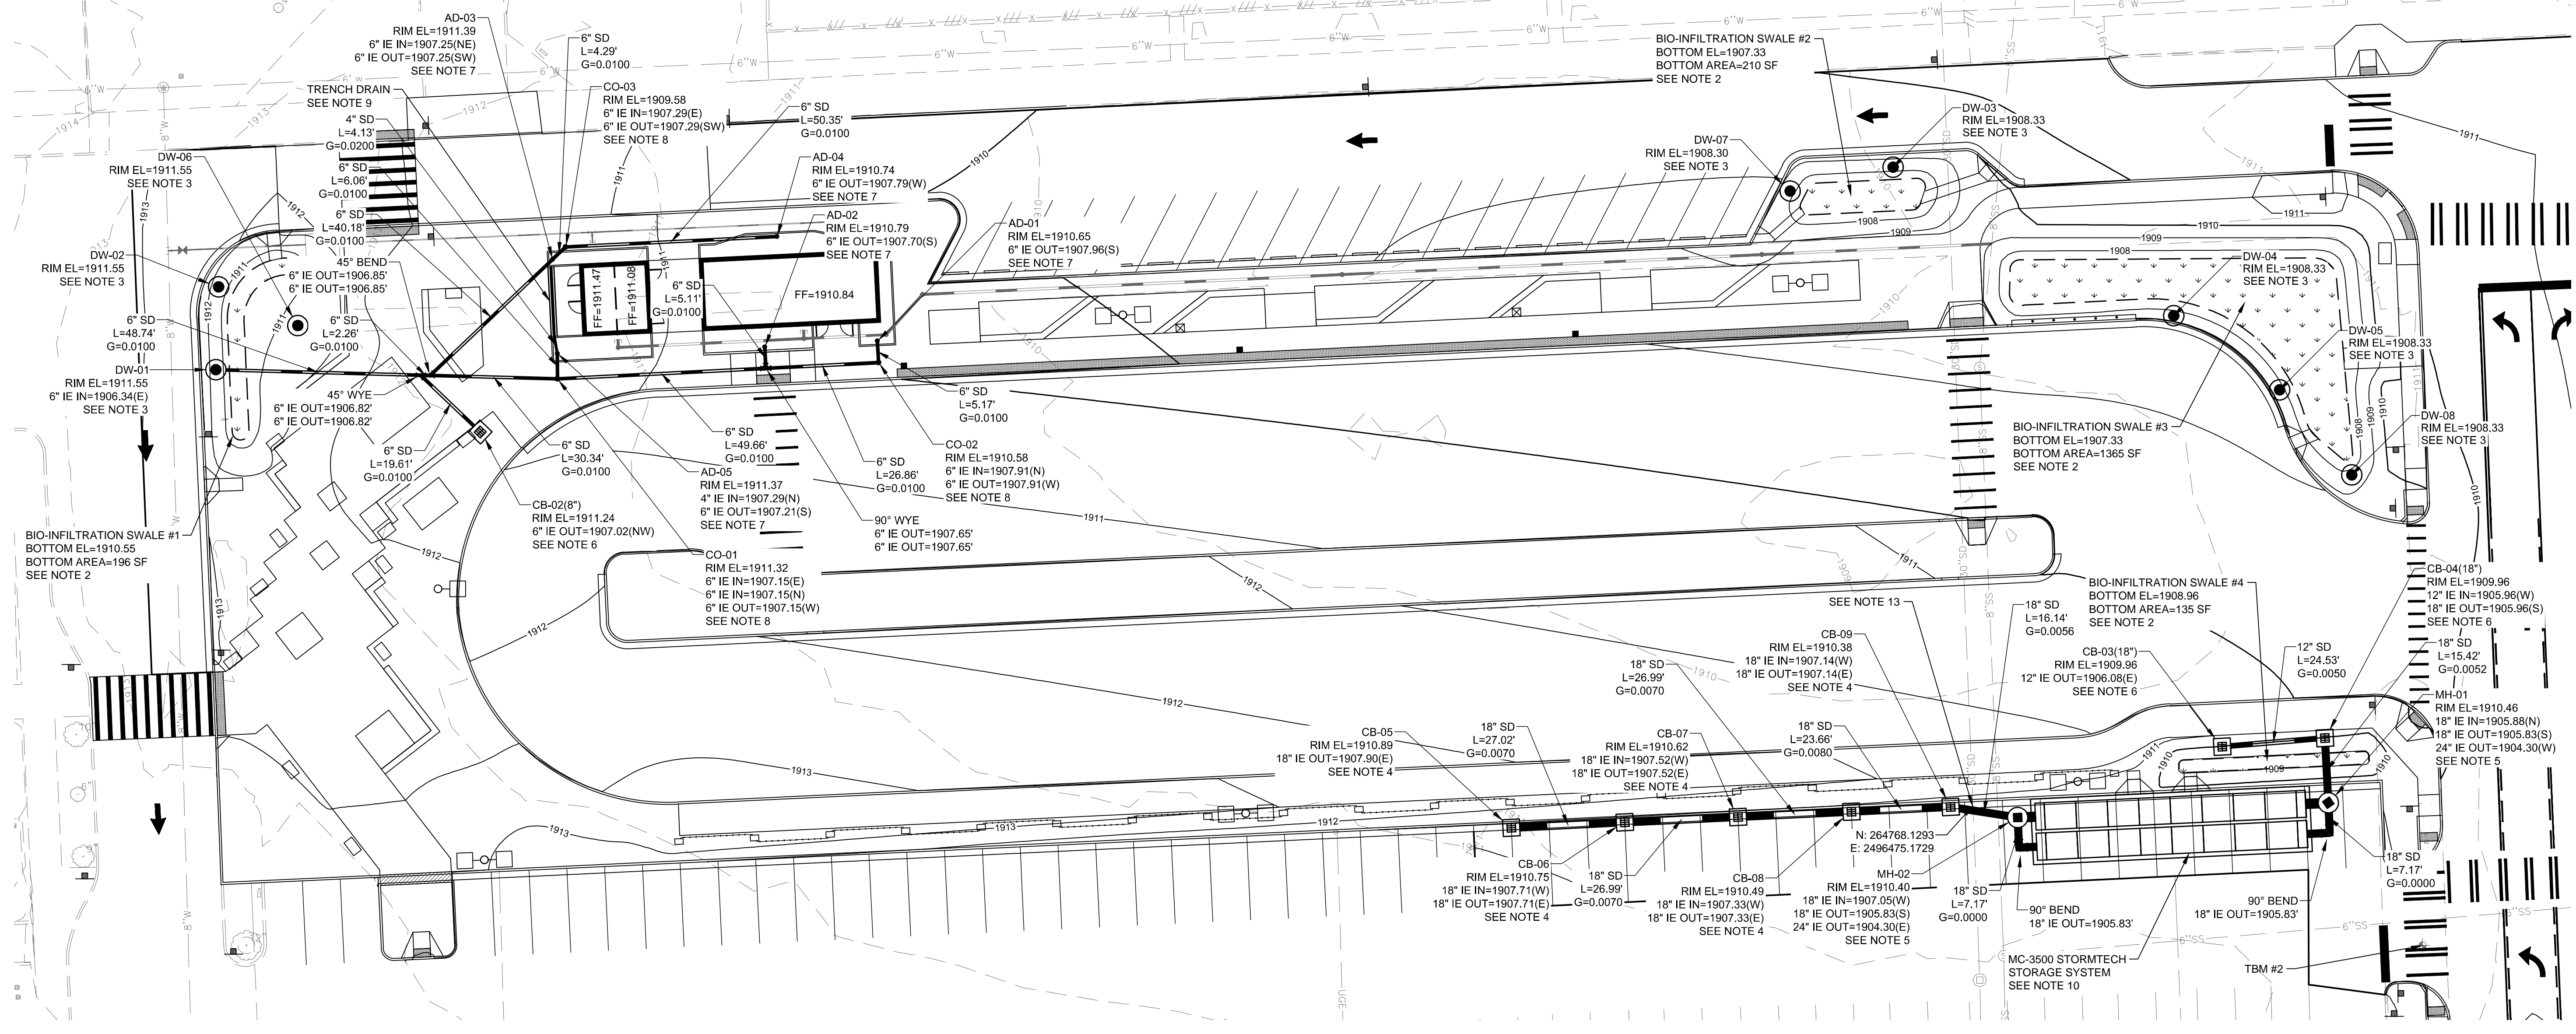 AD-03
RIM EL=1911.39
6" IE IN=1907.25(NE)
6" IE OUT=1907.25(SW)
SEE NOTE 7
6" SD
L=4.29'
G=0.0100
TRENCH DRAIN
SEE NOTE 9
CO-03
RIM EL=1909.58
6" IE IN=1907.29(E)
6" IE OUT=1907.29(SW)
SEE NOTE 8
4" SD
L=4.13'
G=0.0200
6" SD
L=50.35'
G=0.0100
DW-06
RIM EL=1911.55
SEE NOTE 3
6" SD
L=6.06'
G=0.0100
AD-04
RIM EL=1910.74
6" IE OUT=1907.79(W)
SEE NOTE 7
6" SD
L=40.18'
G=0.0100
AD-02
RIM EL=1910.79
6" IE OUT=1907.70(S)
SEE NOTE 7
AD-01
RIM EL=1910.65
6" IE OUT=1907.96(S)
SEE NOTE 7
DW-02
RIM EL=1911.55
SEE NOTE 3
45° BEND
6" IE OUT=1906.85'
6" IE OUT=1906.85'
FF=1911.47
FF=1911.08
FF=1910.84
6" SD
L=5.11'
G=0.0100
6" SD
L=48.74'
G=0.0100
6" SD
L=2.26'
G=0.0100
DW-01
RIM EL=1911.55
6" IE IN=1906.34(E)
SEE NOTE 3
45° WYE
6" IE OUT=1906.82'
6" IE OUT=1906.82'
6" SD
L=19.61'
G=0.0100
6" SD
L=30.34'
G=0.0100
6" SD
L=49.66'
G=0.0100
6" SD
L=26.86'
G=0.0100
6" SD
L=5.17'
G=0.0100
CO-02
RIM EL=1910.58
6" IE IN=1907.91(N)
6" IE OUT=1907.91(W)
SEE NOTE 8
AD-05
RIM EL=1911.37
4" IE IN=1907.29(N)
6" IE OUT=1907.21(S)
SEE NOTE 7
CB-02(8")
RIM EL=1911.24
6" IE OUT=1907.02(NW)
SEE NOTE 6
90° WYE
6" IE OUT=1907.65'
6" IE OUT=1907.65'
BIO-INFILTRATION SWALE #1
BOTTOM EL=1910.55
BOTTOM AREA=196 SF
SEE NOTE 2
CO-01
RIM EL=1911.32
6" IE IN=1907.15(E)
6" IE IN=1907.15(N)
6" IE OUT=1907.15(W)
SEE NOTE 8
BIO-INFILTRATION SWALE #2
BOTTOM EL=1907.33
BOTTOM AREA=210 SF
SEE NOTE 2
DW-03
RIM EL=1908.33
SEE NOTE 3
DW-07
RIM EL=1908.30
SEE NOTE 3
DW-04
RIM EL=1908.33
SEE NOTE 3
DW-05
RIM EL=1908.33
SEE NOTE 3
DW-08
RIM EL=1908.33
SEE NOTE 3
BIO-INFILTRATION SWALE #3
BOTTOM EL=1907.33
BOTTOM AREA=1365 SF
SEE NOTE 2
BIO-INFILTRATION SWALE #4
BOTTOM EL=1908.96
BOTTOM AREA=135 SF
SEE NOTE 2
CB-04(18")
RIM EL=1909.96
12" IE IN=1905.96(W)
18" IE OUT=1905.96(S)
SEE NOTE 6
SEE NOTE 13
18" SD
L=16.14'
G=0.0056
CB-09
RIM EL=1910.38
18" IE IN=1907.14(W)
18" IE OUT=1907.14(E)
SEE NOTE 4
CB-03(18")
RIM EL=1909.96
12" IE OUT=1906.08(E)
SEE NOTE 6
12" SD
L=24.53'
G=0.0050
18" SD
L=15.42'
G=0.0052
MH-01
RIM EL=1910.46
18" IE IN=1905.88(N)
18" IE OUT=1905.83(S)
24" IE OUT=1904.30(W)
SEE NOTE 5
18" SD
L=26.99'
G=0.0070
CB-05
RIM EL=1910.89
18" IE OUT=1907.90(E)
SEE NOTE 4
18" SD
L=27.02'
G=0.0070
CB-07
RIM EL=1910.62
18" IE IN=1907.52(W)
18" IE OUT=1907.52(E)
SEE NOTE 4
18" SD
L=23.66'
G=0.0080
N: 264768.1293
E: 2496475.1729
CB-06
RIM EL=1910.75
18" IE IN=1907.71(W)
18" IE OUT=1907.71(E)
SEE NOTE 4
18" SD
L=26.99'
G=0.0070
CB-08
RIM EL=1910.49
18" IE IN=1907.33(W)
18" IE OUT=1907.33(E)
SEE NOTE 4
MH-02
RIM EL=1910.40
18" IE IN=1907.05(W)
18" IE OUT=1905.83(S)
24" IE OUT=1904.30(E)
SEE NOTE 5
18" SD
L=7.17'
G=0.0000
90° BEND
18" IE OUT=1905.83'
18" SD
L=7.17'
G=0.0000
90° BEND
18" IE OUT=1905.83'
MC-3500 STORMTECH
STORAGE SYSTEM
SEE NOTE 10
TBM #2